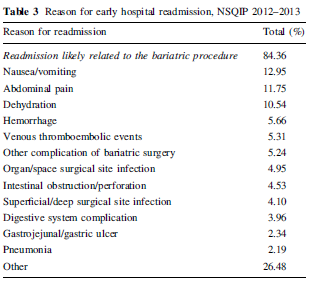 Table 3 Reason for early hospital readmission, NSQIP 2012–2013
Reason for readmission Total (%)
Readmission likely related to the bariatric procedure 84.36
Nausea/vomiting 12.95
Abdominal pain 11.75
Dehydration 10.54
Hemorrhage 5.66
Venous thromboembolic events 5.31
Other complication of bariatric surgery 5.24
Organ/space surgical site infection 4.95
Intestinal obstruction/perforation 4.53
Superficial/deep surgical site infection 4.10
Digestive system complication 3.96
Gastrojejunal/gastric ulcer 2.34
Pneumonia 2.19
Other 26.48